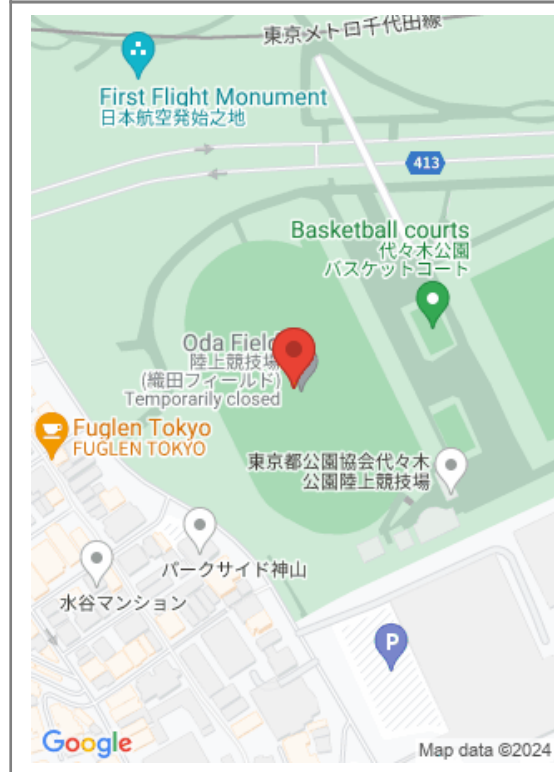 東京メトロ千代田線
First Flight Monument
日本航空発始之地
413
Basketball courts
代々木公園
バスケットコート
Oda Field
陸上競技場
(織田フィールド)
Temporarily closed
Fuglen Tokyo
FUGLEN TOKYO
東京都公園協会代々木
公園陸上競技場
パークサイド神山
水谷マンション
P
Google
Map data ©2024